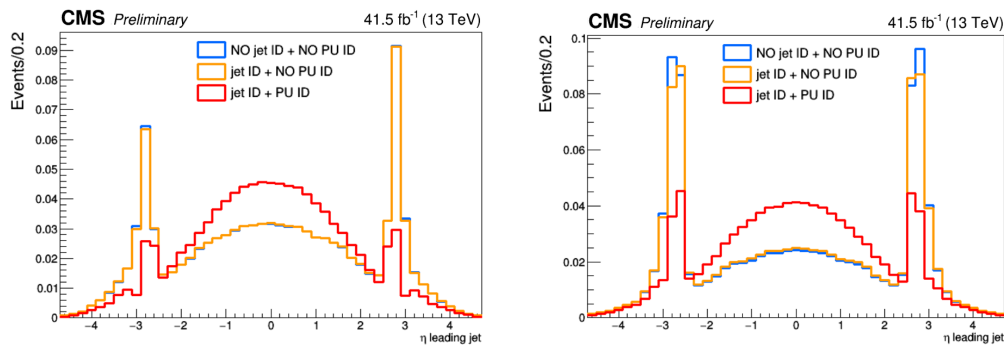 CMS Preliminary 41.5 fb⁻¹ (13 TeV)
Events/0.2
NO jet ID + NO PU ID
jet ID + NO PU ID
jet ID + PU ID
0.09
0.08
0.07
0.06
0.05
0.04
0.03
0.02
0.01
0
−4 −3 −2 −1 0 1 2 3 4
η leading jet
CMS Preliminary 41.5 fb⁻¹ (13 TeV)
Events/0.2
NO jet ID + NO PU ID
jet ID + NO PU ID
jet ID + PU ID
0.1
0.08
0.06
0.04
0.02
0
−4 −3 −2 −1 0 1 2 3 4
η leading jet